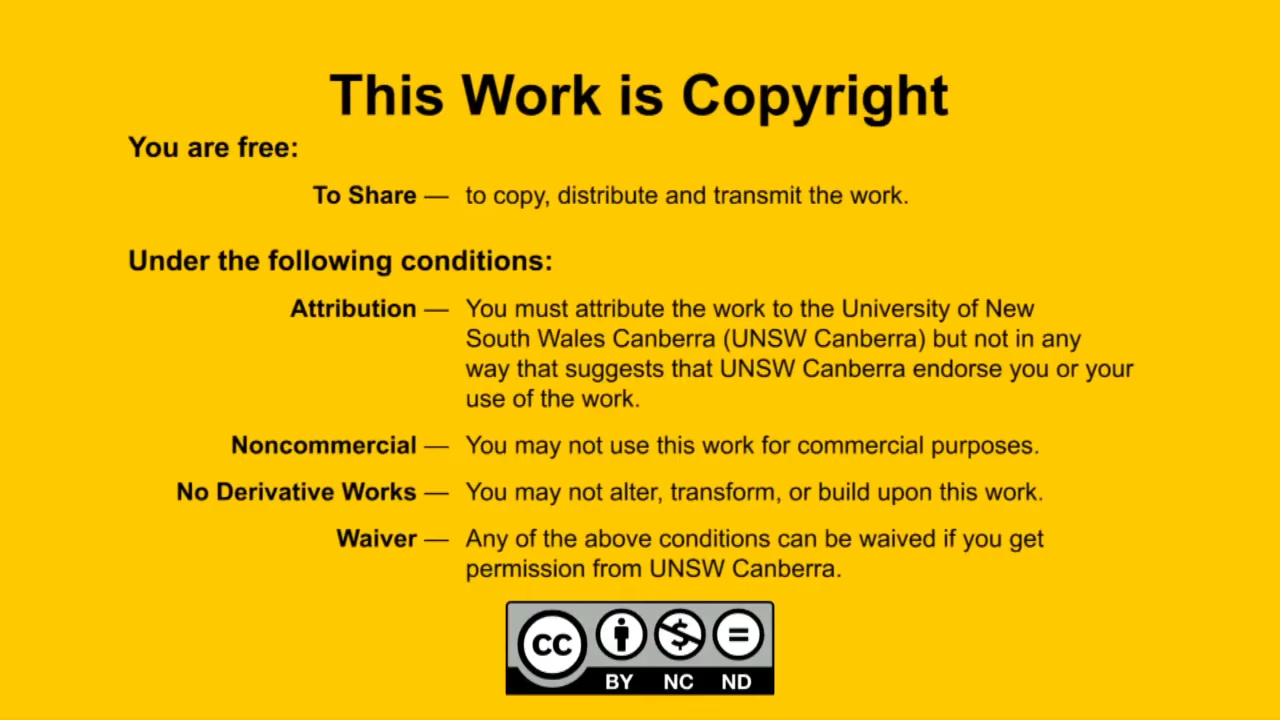 This Work is Copyright
You are free:
To Share — to copy, distribute and transmit the work.
Under the following conditions:
Attribution — You must attribute the work to the University of New
South Wales Canberra (UNSW Canberra) but not in any
way that suggests that UNSW Canberra endorse you or your
use of the work.
Noncommercial — You may not use this work for commercial purposes.
No Derivative Works — You may not alter, transform, or build upon this work.
Waiver — Any of the above conditions can be waived if you get
permission from UNSW Canberra.
CC
BY NC ND